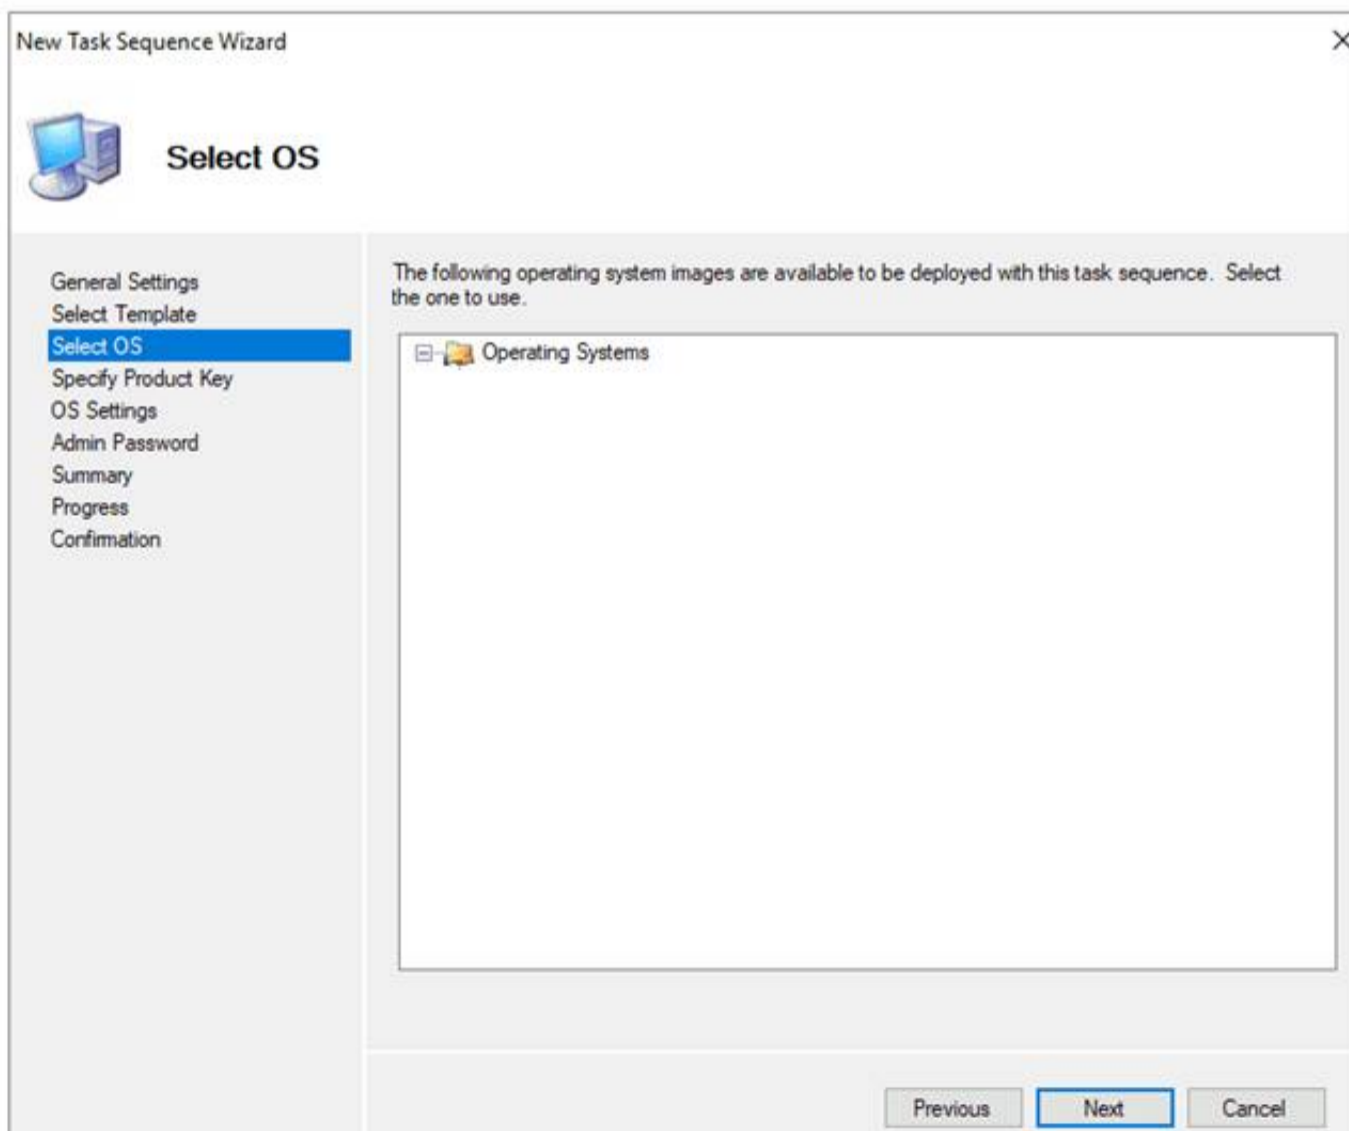 New Task Sequence Wizard
Select OS
General Settings
Select Template
Select OS
Specify Product Key
OS Settings
Admin Password
Summary
Progress
Confirmation
The following operating system images are available to be deployed with this task sequence.  Select
the one to use.
Operating Systems
Previous
Next
Cancel